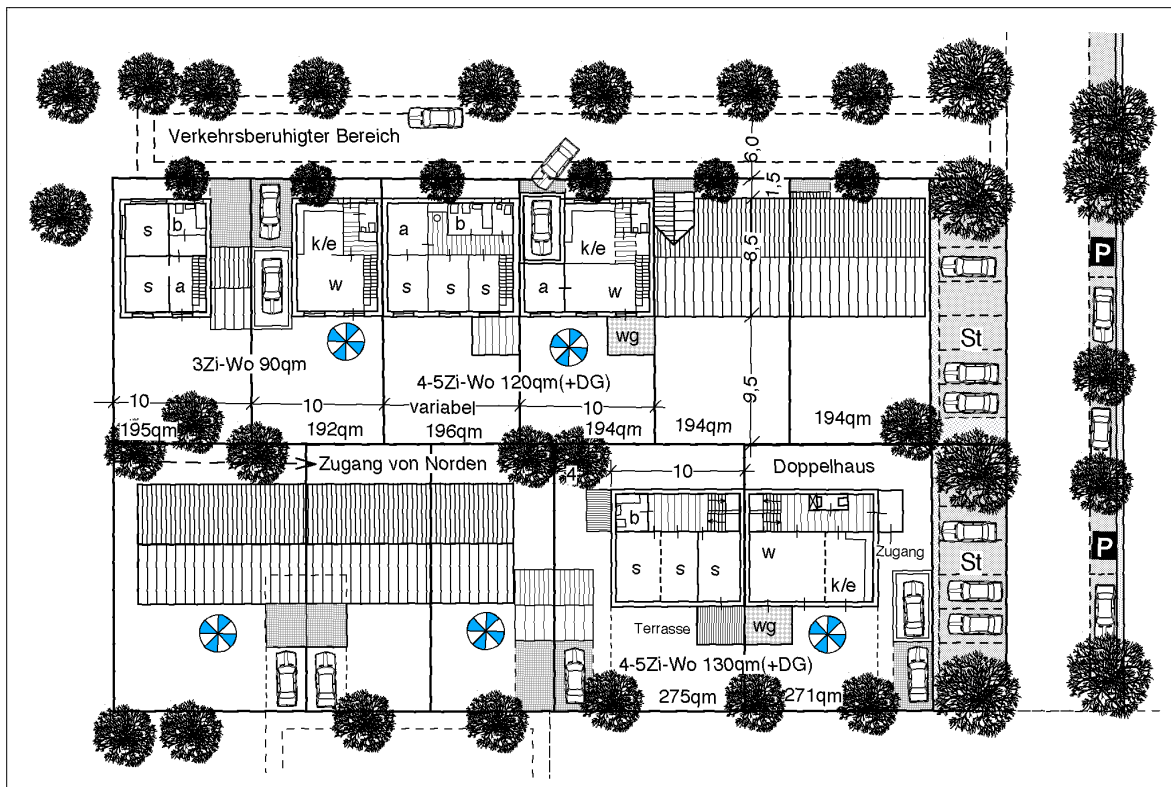 Verkehrsberuhigter Bereich
6,0
1,5
8,5
9,5
s
b
s
a
k/e
w
a
b
s
s
s
k/e
a
w
wg
P
St
3Zi-Wo 90qm
4-5Zi-Wo 120qm(+DG)
10
10
variabel
10
195qm
192qm
196qm
194qm
194qm
194qm
Zugang von Norden
4
10
Doppelhaus
b
s
s
s
w
k/e
Zugang
St
P
Terrasse
wg
4-5Zi-Wo 130qm(+DG)
275qm
271qm